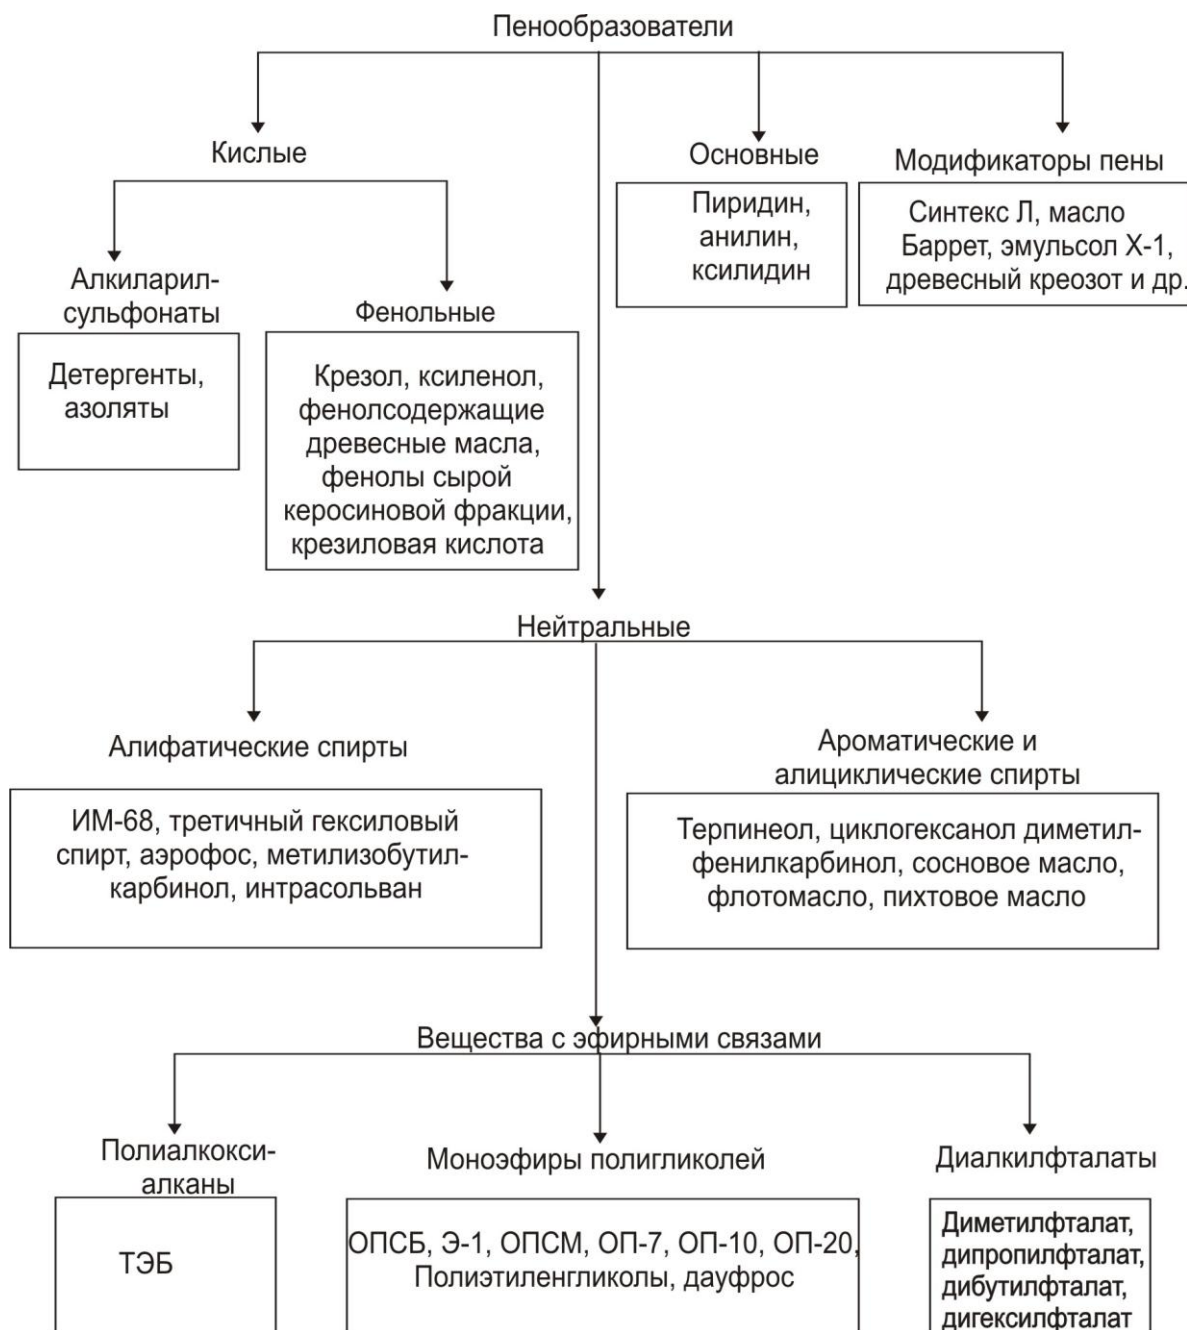 Пенообразователи
Кислые
Основные
Модификаторы пены
Пиридин,
анилин,
ксилидин
Синтекс Л, масло
Баррет, эмульсол Х-1,
древесный креозот и др.
Алкиларил-
сульфонаты
Фенольные
Детергенты,
азоляты
Крезол, ксиленол,
фенолсодержащие
древесные масла,
фенолы сырой
керосиновой фракции,
крезиловая кислота
Нейтральные
Алифатические спирты
Ароматические и
алициклические спирты
ИМ-68, третичный гексиловый
спирт, аэрофос, метилизобутил-
карбинол, интрасольван
Терпинеол, циклогексанол диметил-
фенилкарбинол, сосновое масло,
флотомасло, пихтовое масло
Вещества с эфирными связами
Полиалкокси-
алканы
Моноэфиры полигликолей
Диалкилфталаты
ТЭБ
ОПСБ, Э-1, ОПСМ, ОП-7, ОП-10, ОП-20,
Полиэтиленгликолы, дауфрос
Диметилфталат,
дипропилфталат,
дибутилфталат,
дигексилфталат